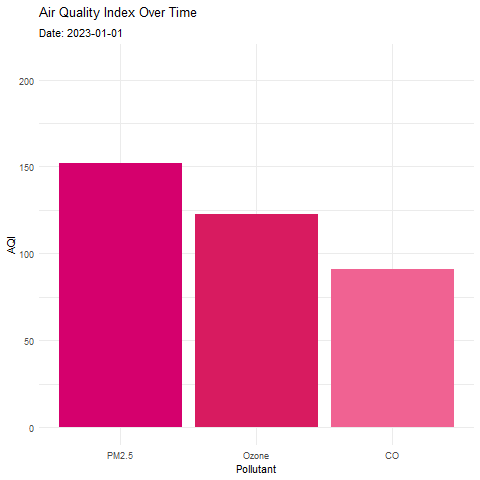 Air Quality Index Over Time
Date: 2023-01-01
200
150
100
50
0
AQI
PM2.5
Ozone
CO
Pollutant